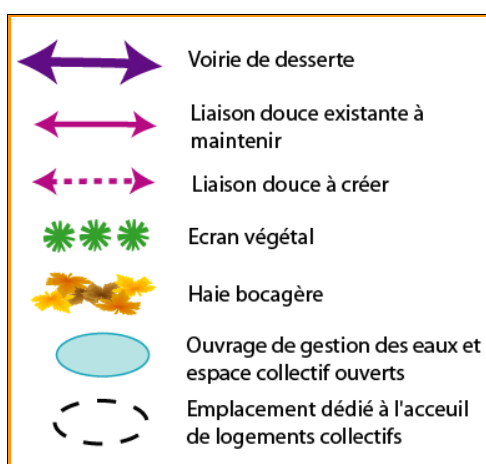 Voirie de desserte
Liaison douce existante à
maintenir
Liaison douce à créer
Ecran végétal
Haie bocagère
Ouvrage de gestion des eaux et
espace collectif ouverts
Emplacement dédié à l'acceuil
de logements collectifs